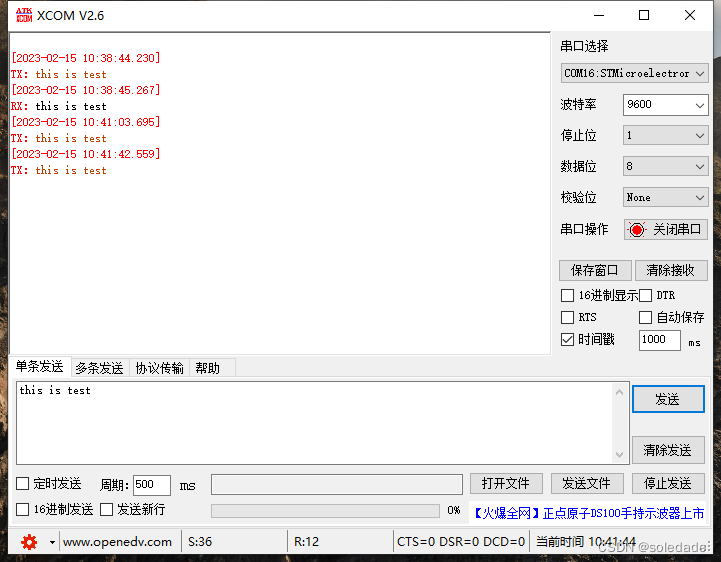 ATK
XCOM
XCOM V2.6
[2023-02-15 10:38:44.230]
TX: this is test
[2023-02-15 10:38:45.267]
RX: this is test
[2023-02-15 10:41:03.695]
TX: this is test
[2023-02-15 10:41:42.559]
TX: this is test
串口选择
COM16:STMicroelectror
波特率 9600
停止位 1
数据位 8
校验位 None
串口操作 关闭串口
保存窗口 清除接收
16进制显示 DTR
RTS 自动保存
时间戳 1000 ms
单条发送 多条发送 协议传输 帮助
this is test
发送
清除发送
定时发送 周期: 500 ms 打开文件 发送文件 停止发送
16进制发送 发送新行 0% 【火爆全网】正点原子DS100手持示波器上市
www.openedv.com S:36 R:12 CTS=0 DSR=0 DCD=0 当前时间 10:41:44
CSDN @soledade